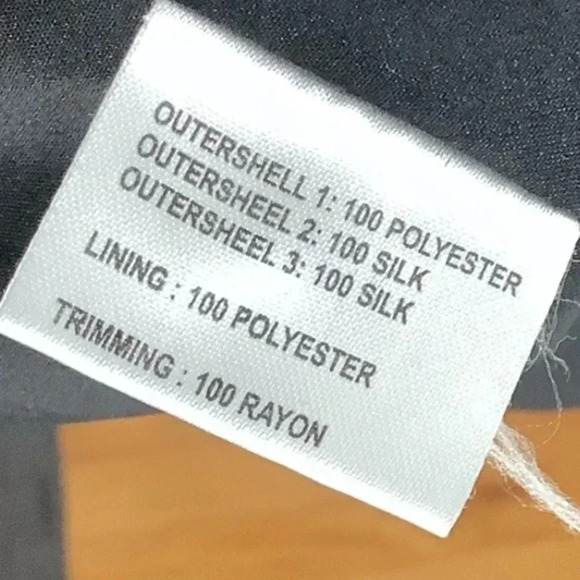 OUTERSHELL 1: 100 POLYESTER
OUTERSHEEL 2: 100 SILK
OUTERSHEEL 3: 100 SILK
LINING : 100 POLYESTER
TRIMMING : 100 RAYON